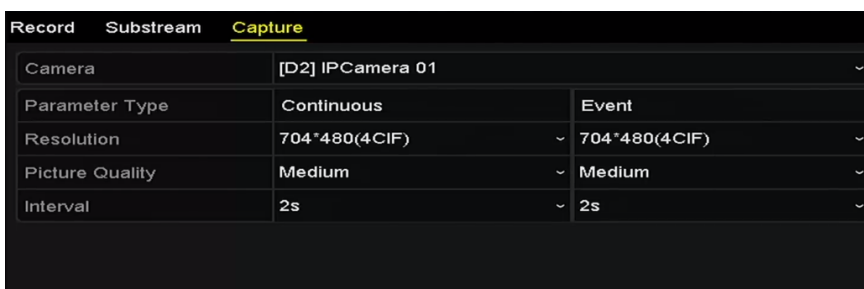 Record Substream Capture
Camera [D2] IPCamera 01
Parameter Type Continuous Event
Resolution 704*480(4CIF) 704*480(4CIF)
Picture Quality Medium Medium
Interval 2s 2s